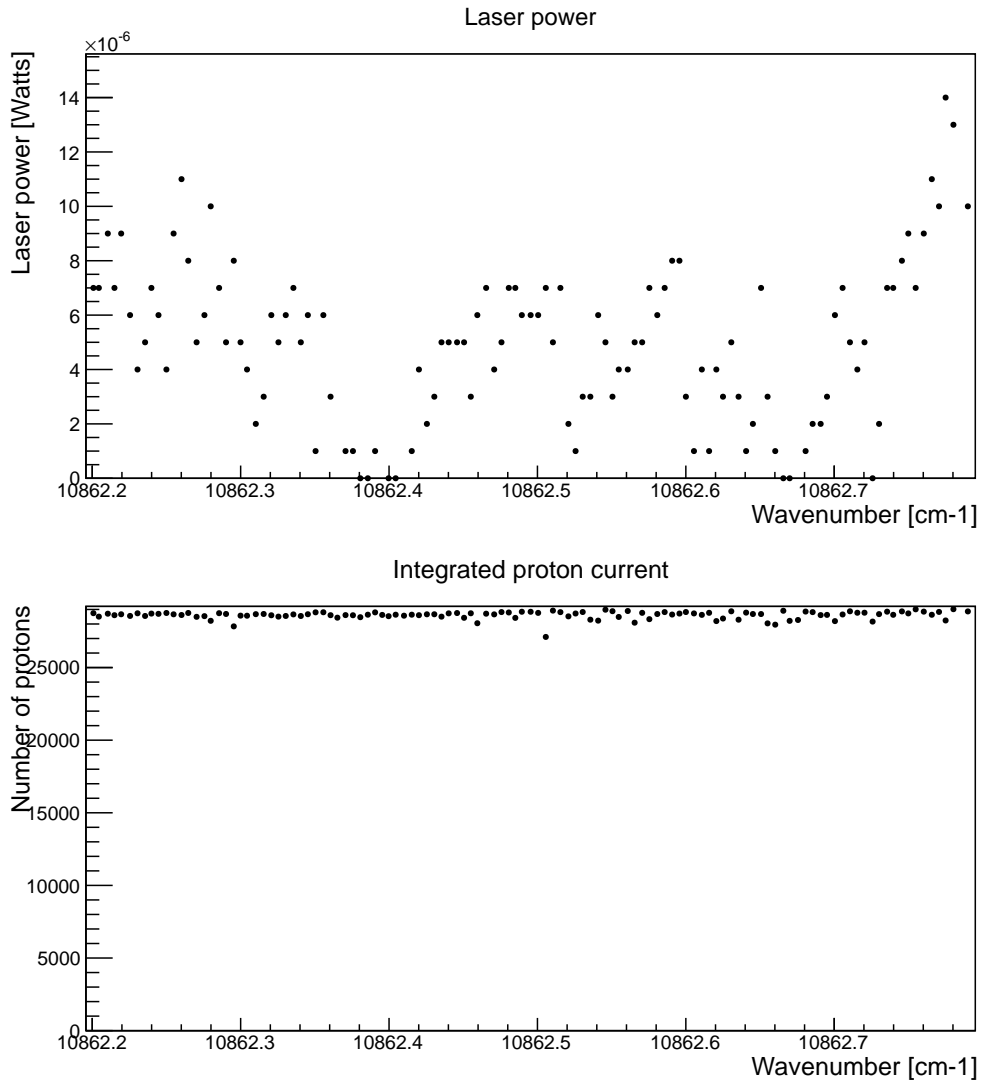 Laser power
×10-6
Laser power [Watts]
14
12
10
8
6
4
2
0
10862.2 10862.3 10862.4 10862.5 10862.6 10862.7
Wavenumber [cm-1]
Integrated proton current
Number of protons
25000
20000
15000
10000
5000
0
10862.2 10862.3 10862.4 10862.5 10862.6 10862.7
Wavenumber [cm-1]